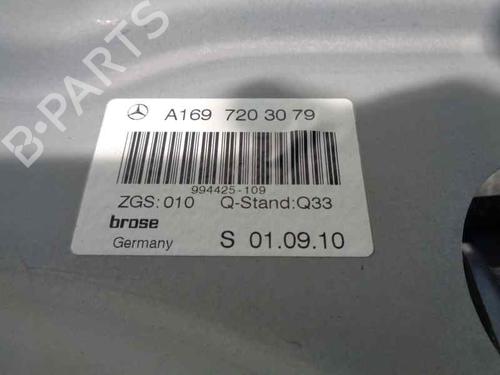 A169 720 30 79
994425-109
ZGS: 010 Q-Stand:Q33
brose
Germany S 01.09.10
B-PARTS